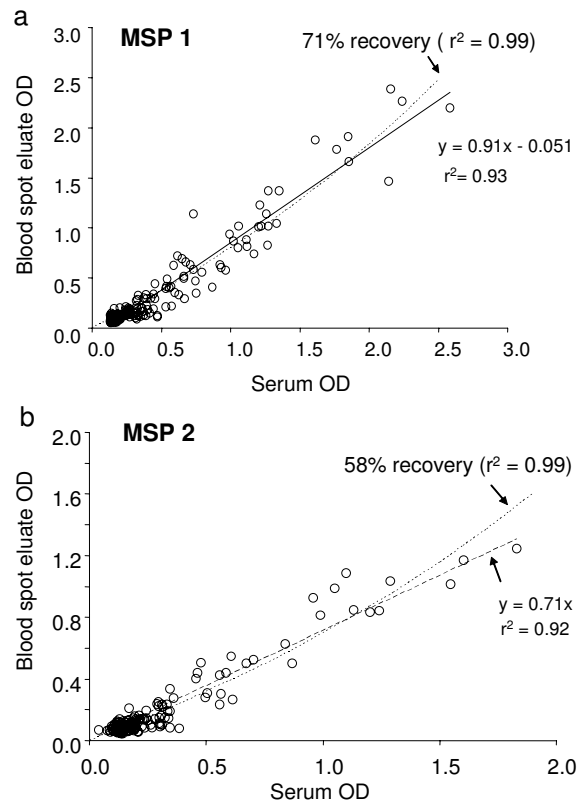 a
MSP 1
71% recovery ( r² = 0.99)
y = 0.91x - 0.051
r²= 0.93
Blood spot eluate OD
3.0
2.5
2.0
1.5
1.0
0.5
0.0
0.0 0.5 1.0 1.5 2.0 2.5 3.0
Serum OD
b
MSP 2
58% recovery (r² = 0.99)
y = 0.71x
r² = 0.92
Blood spot eluate OD
2.0
1.6
1.2
0.8
0.4
0.0
0.0 0.5 1.0 1.5 2.0
Serum OD